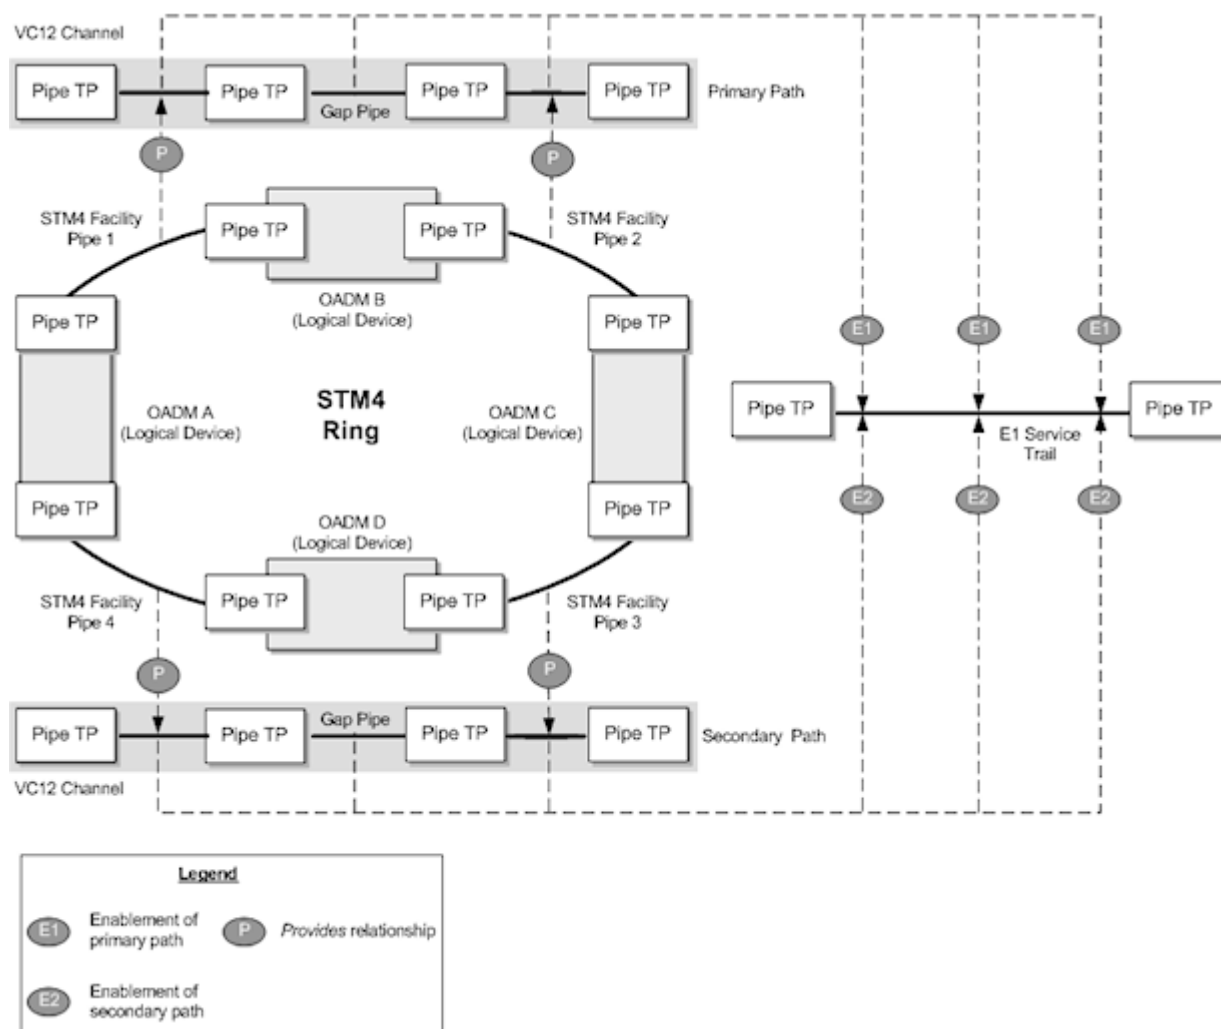 VC12 Channel
Pipe TP
Pipe TP
Pipe TP
Pipe TP
Primary Path
Gap Pipe
P
P
STM4 Facility
Pipe 1
Pipe TP
Pipe TP
STM4 Facility
Pipe 2
OADM B
(Logical Device)
Pipe TP
Pipe TP
E1
E1
E1
OADM A
(Logical Device)
STM4
Ring
OADM C
(Logical Device)
Pipe TP
Pipe TP
E1 Service
Trail
Pipe TP
Pipe TP
E2
E2
E2
OADM D
(Logical Device)
STM4 Facility
Pipe 4
Pipe TP
Pipe TP
STM4 Facility
Pipe 3
P
P
Pipe TP
Pipe TP
Gap Pipe
Pipe TP
Pipe TP
Secondary Path
VC12 Channel
Legend
E1
Enablement of
primary path
P
Provides relationship
E2
Enablement of
secondary path